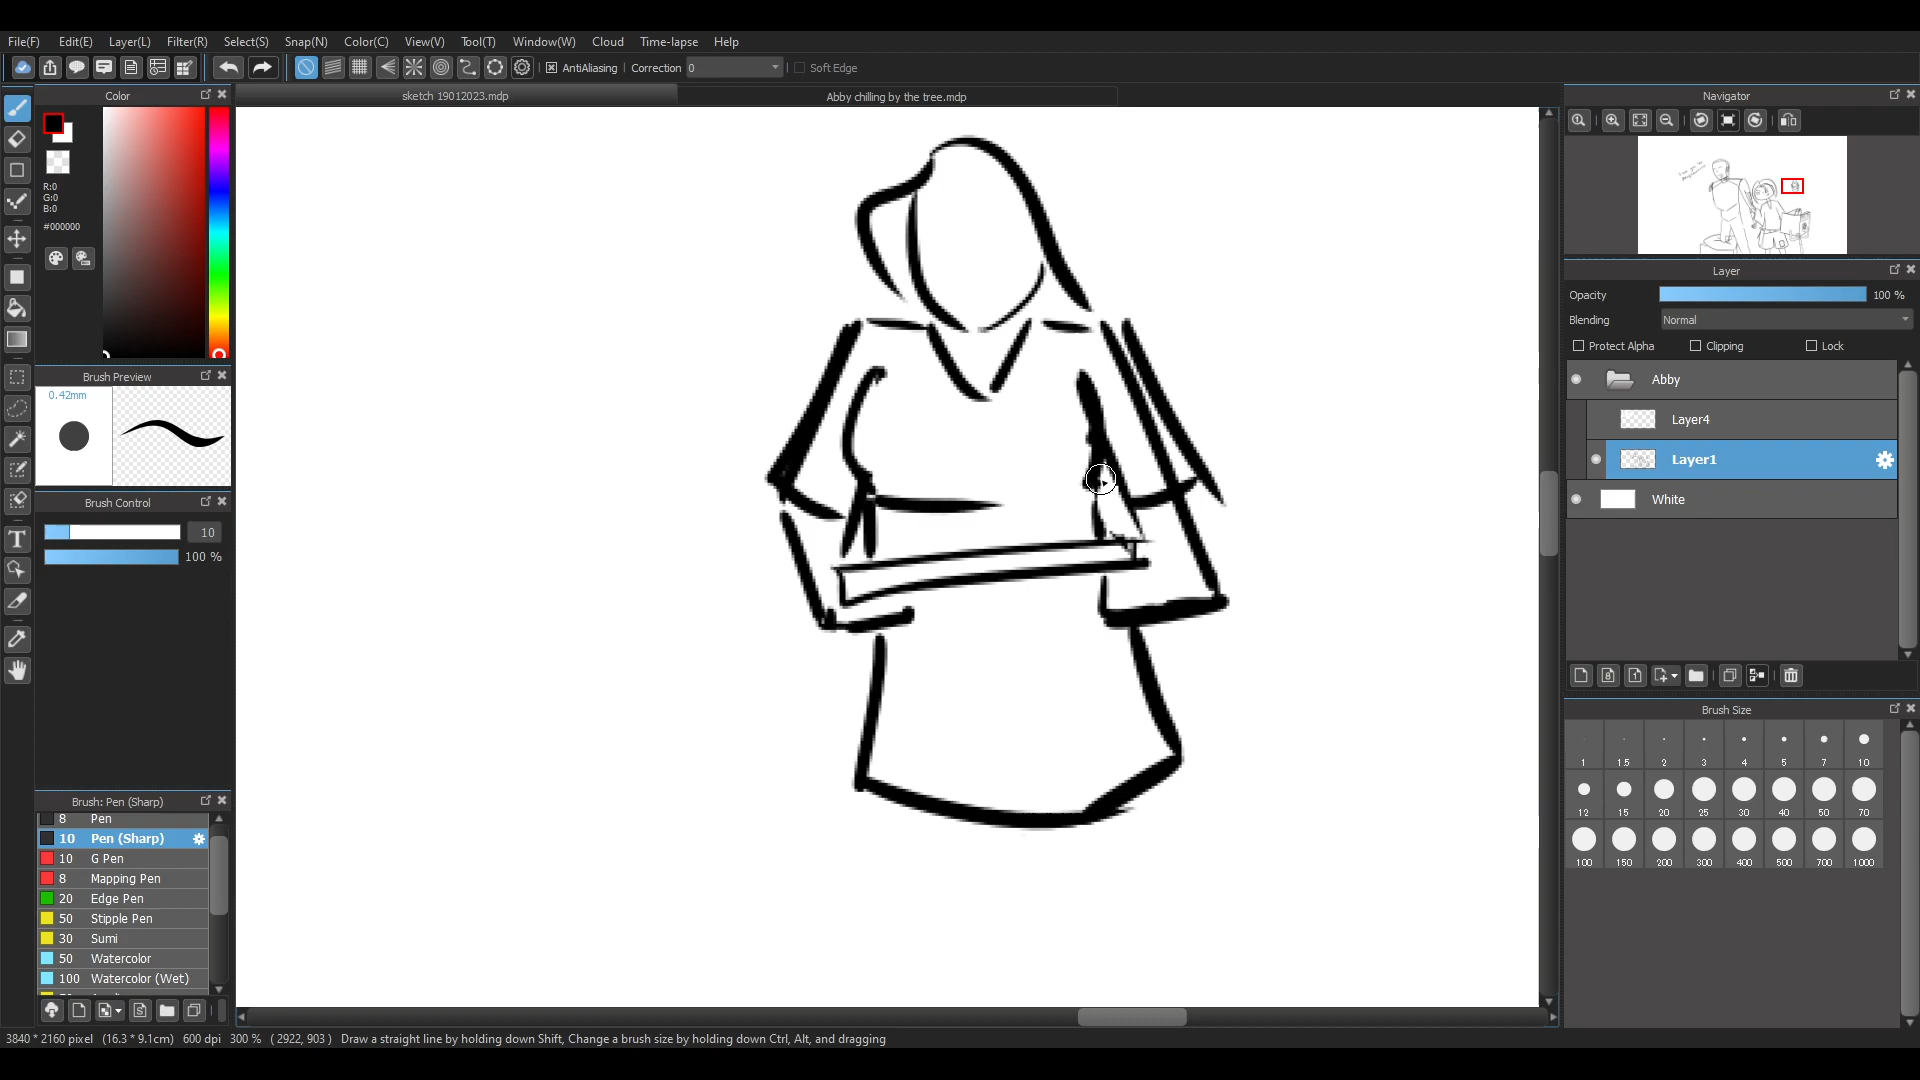 File(F) Edit(E) Layer(L) Filter(R) Select(S) Snap(N) Color(C) View(V) Tool(T) Window(W) Cloud Time-lapse Help
AntiAliasing Correction 0 Soft Edge
Color
sketch 19012023.mdp
Abby chilling by the tree.mdp
Navigator
R:0
G:0
B:0
#000000
Layer
Opacity 100 %
Blending Normal
Protect Alpha Clipping Lock
Brush Preview
0.42mm
Abby
Layer4
Layer1
White
Brush Control
10
100 %
Brush Size
1 1.5 2 3 4 5 7 10
12 15 20 25 30 40 50 70
100 150 200 300 400 500 700 1000
Brush: Pen (Sharp)
8 Pen
10 Pen (Sharp)
10 G Pen
8 Mapping Pen
20 Edge Pen
50 Stipple Pen
30 Sumi
50 Watercolor
100 Watercolor (Wet)
3840 * 2160 pixel (16.3 * 9.1cm) 600 dpi 300 % ( 2922, 903 ) Draw a straight line by holding down Shift, Change a brush size by holding down Ctrl, Alt, and dragging